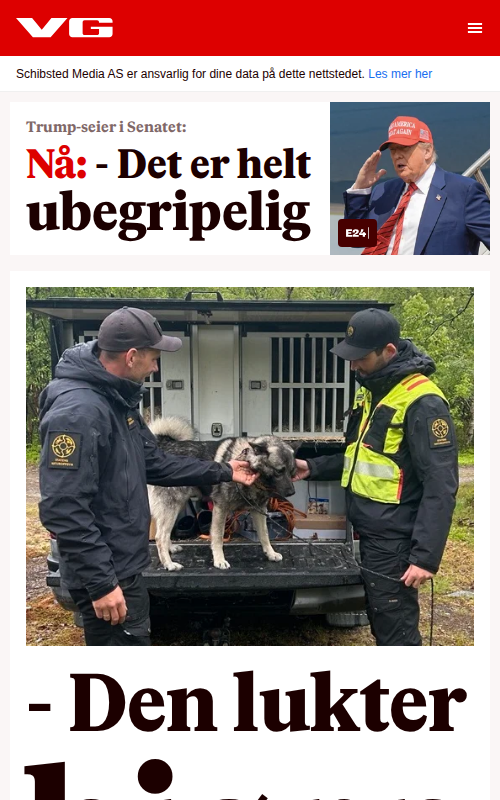 VG
Schibsted Media AS er ansvarlig for dine data på dette nettstedet. Les mer her
Trump-seier i Senatet:
Nå: - Det er helt
ubegripelig
E24
- Den lukter